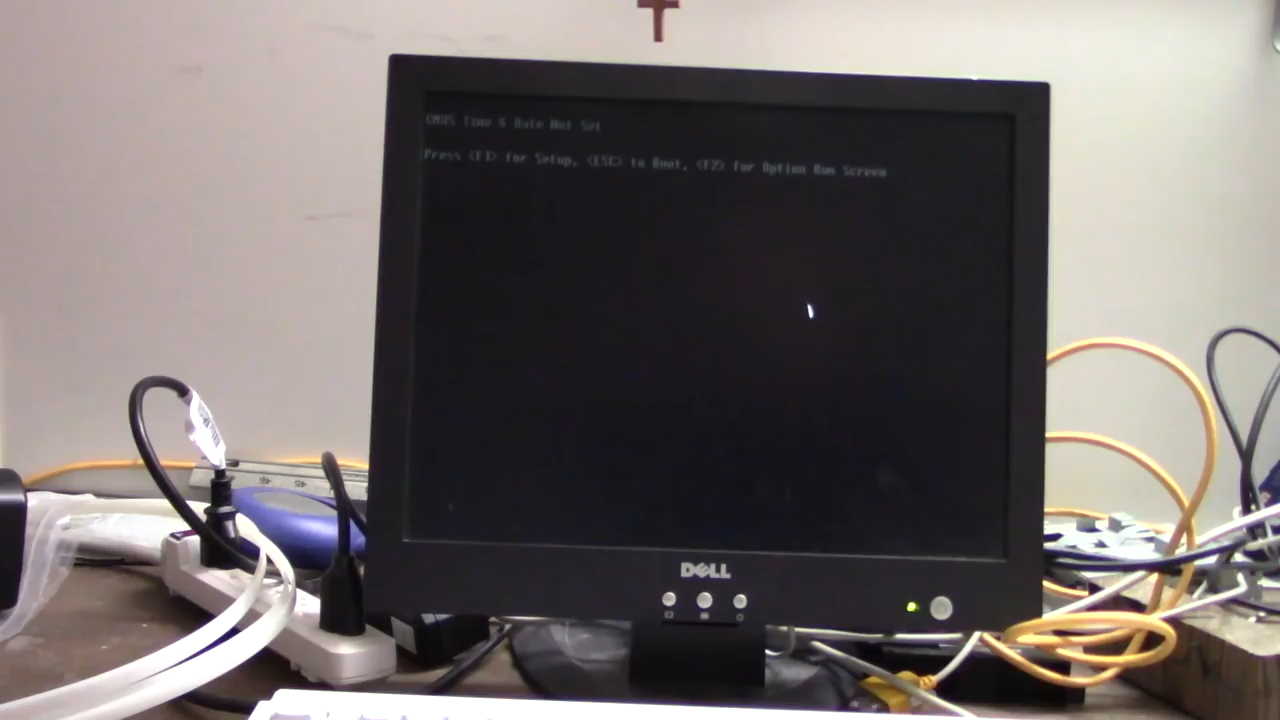 CMOS Time & Date Not Set
Press <F1> for Setup, <ESC> to Boot, <F2> for Option Rom Screen
DELL